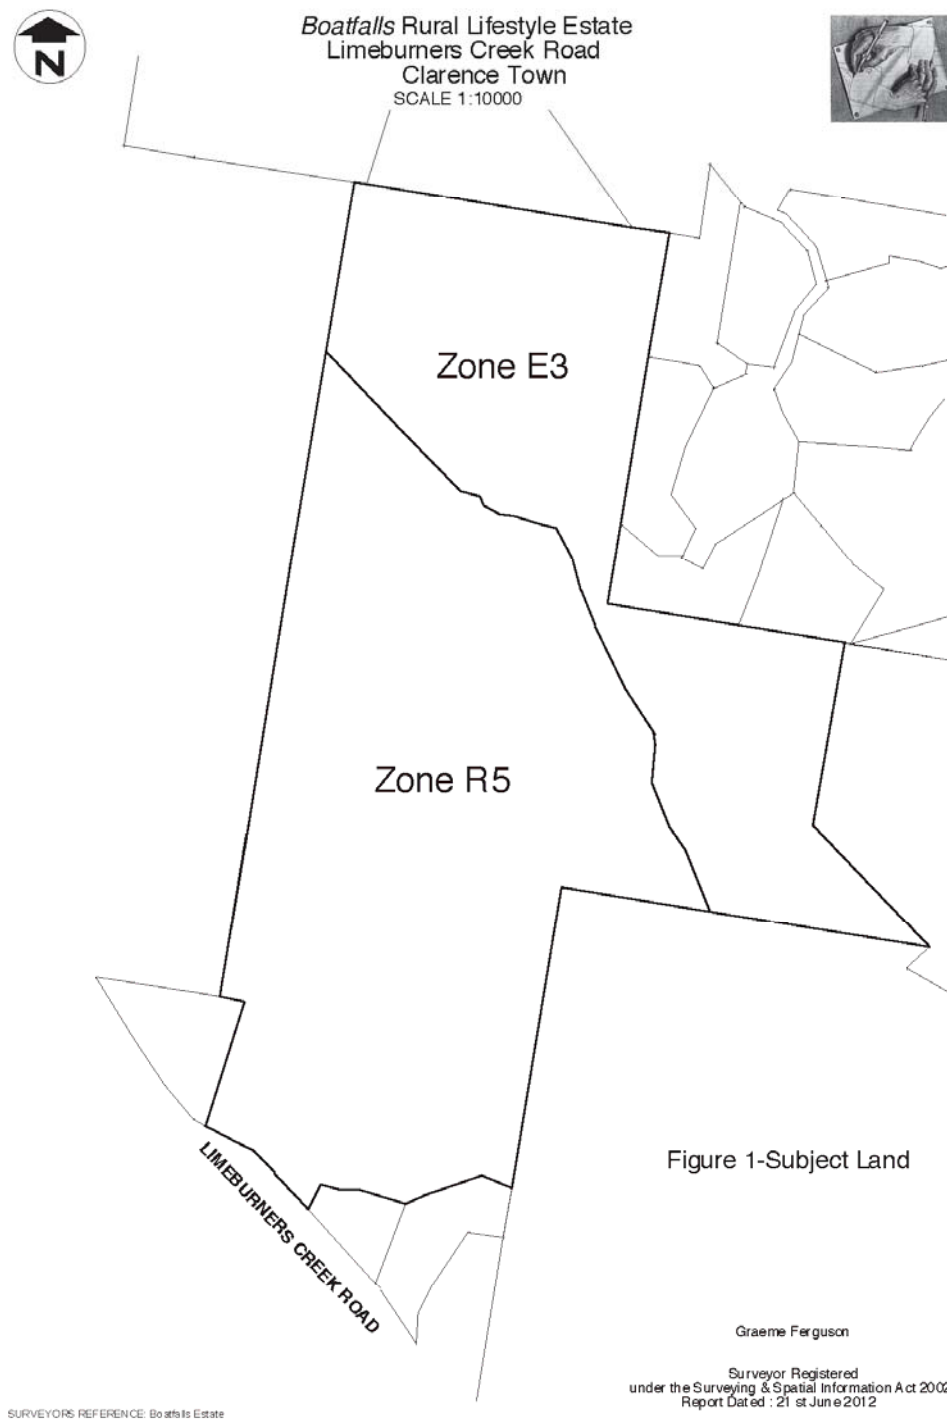 Boatfalls Rural Lifestyle Estate
Limeburners Creek Road
Clarence Town
SCALE 1:10000
N
Zone E3
Zone R5
LIMEBURNERS CREEK ROAD
Figure 1-Subject Land
Graeme Ferguson
Surveyor Registered
under the Surveying & Spatial Information Act 2002
Report Dated : 21 st June 2012
SURVEYORS REFERENCE: Boatfalls Estate